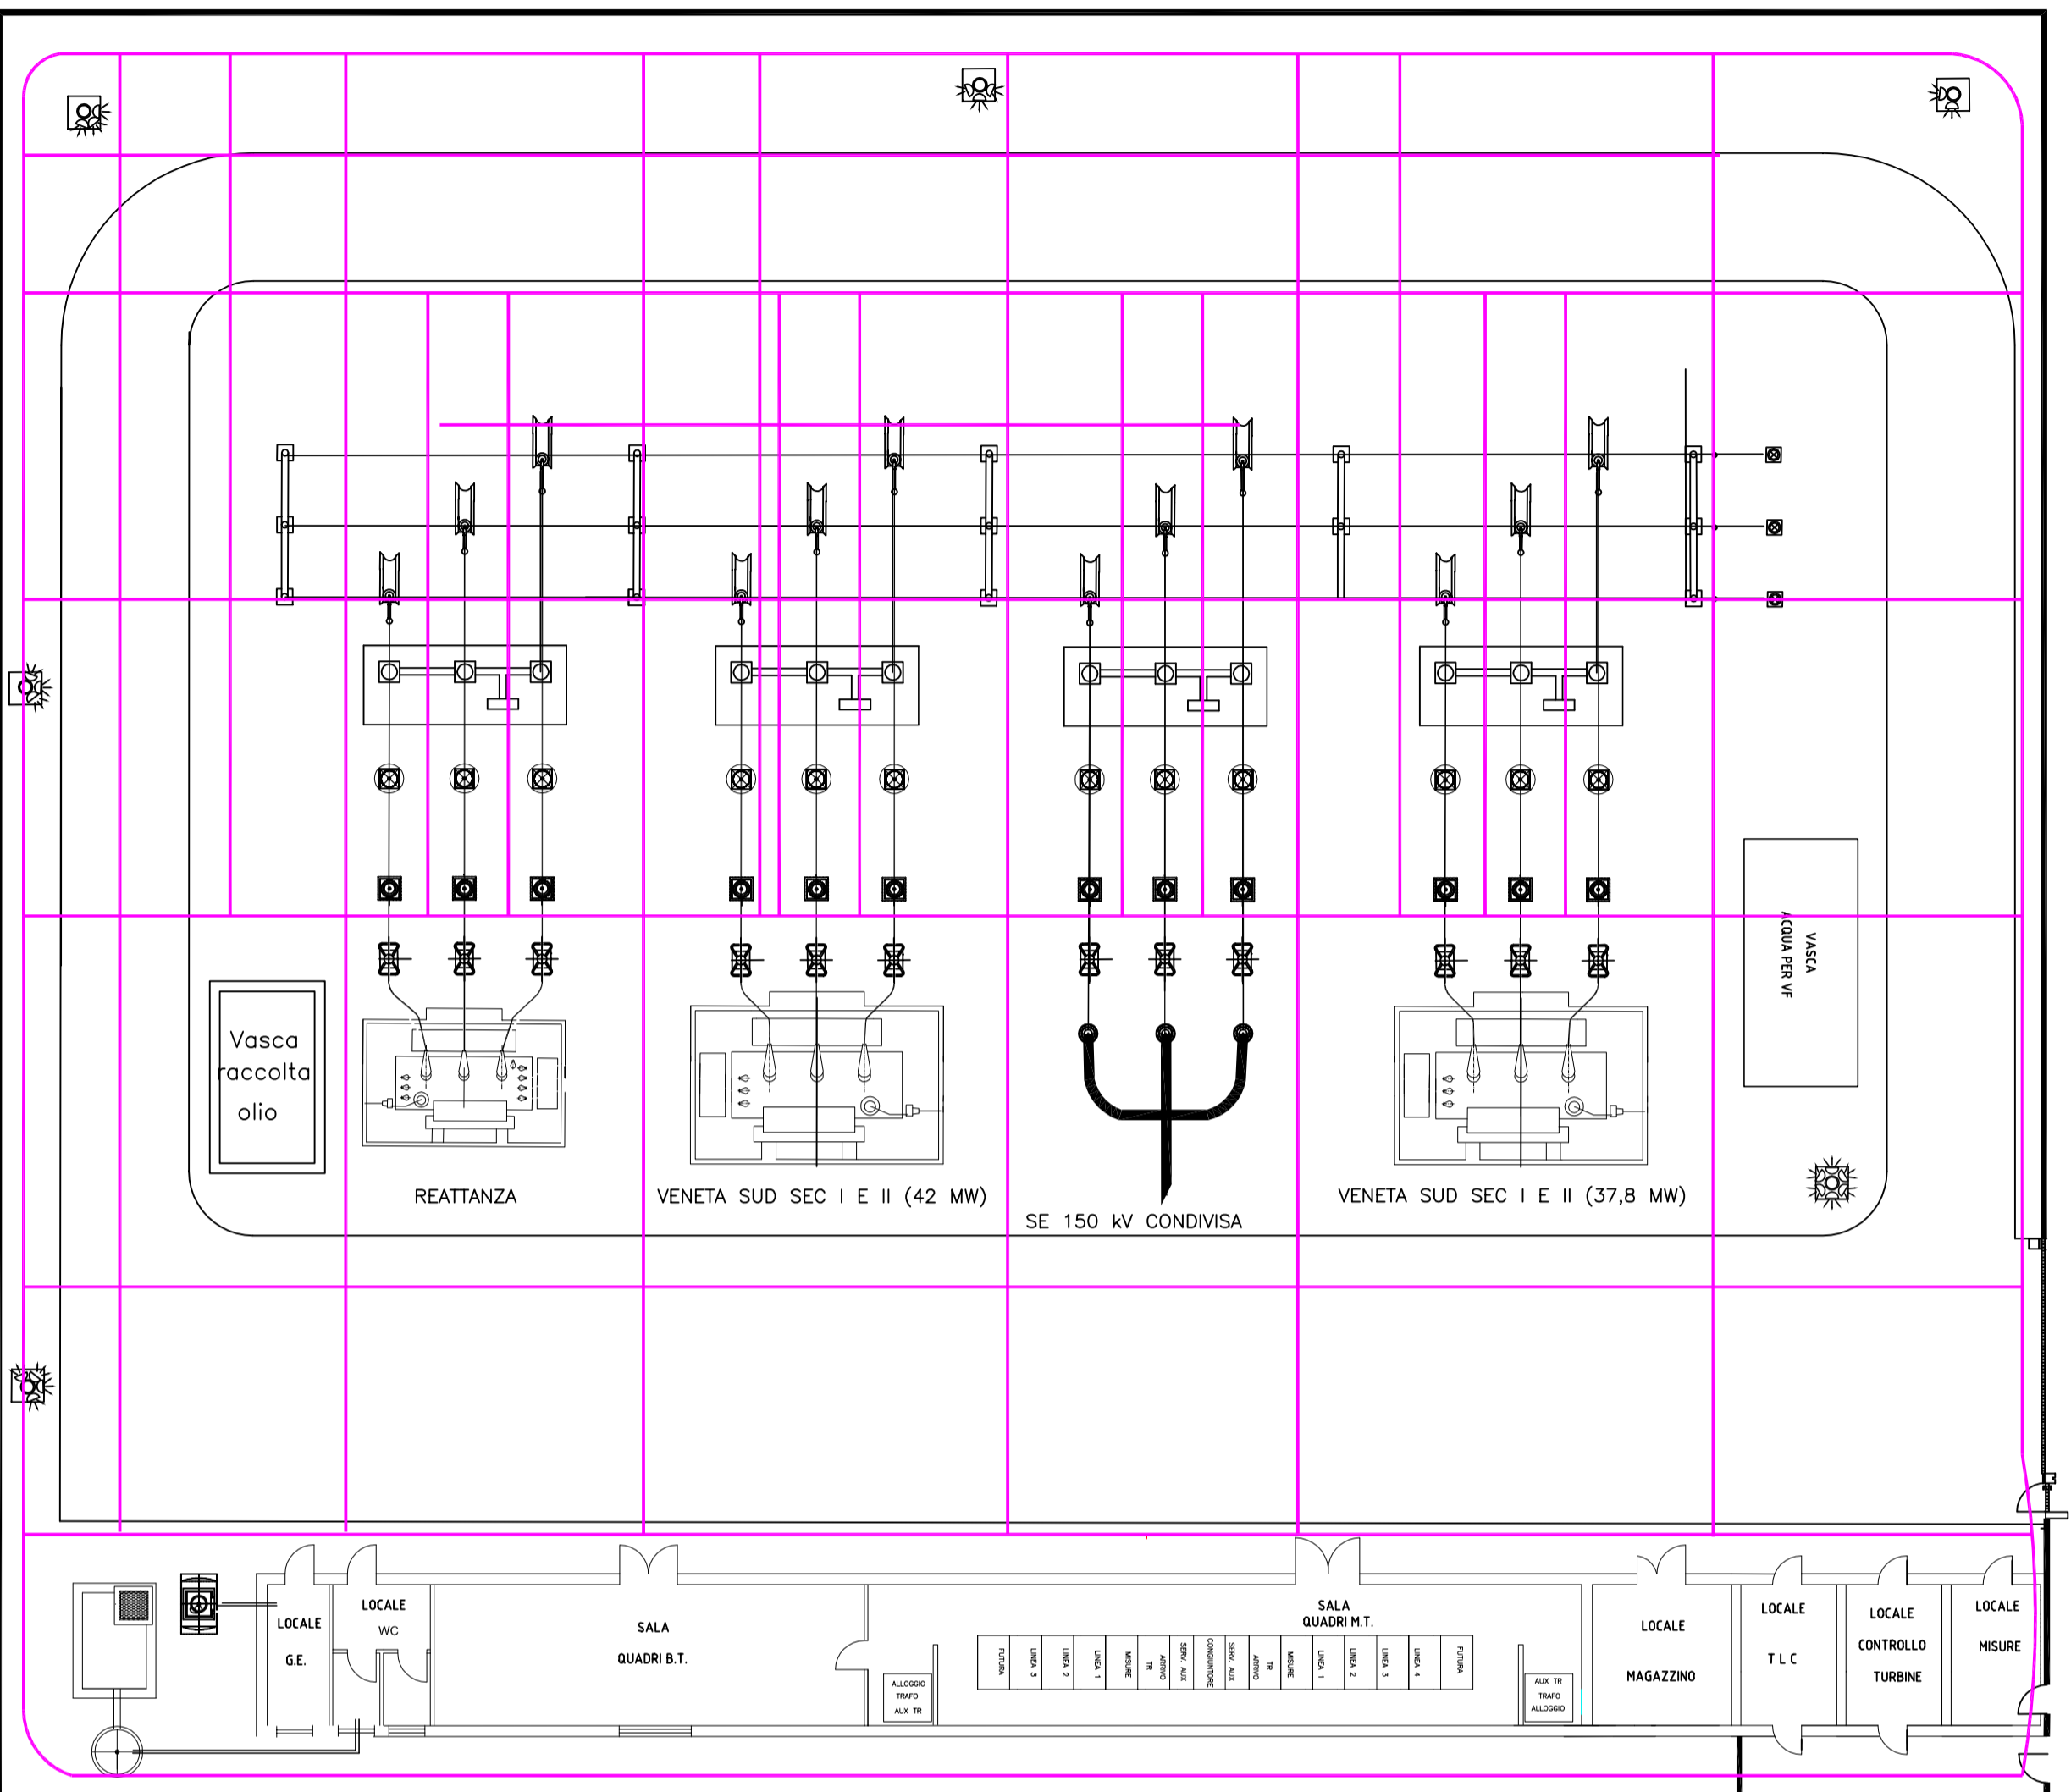 VASCA
ACQUA PER VF
Vasca
raccolta
olio
REATTANZA
VENETA SUD SEC I E II (42 MW)
SE 150 kV CONDIVISA
VENETA SUD SEC I E II (37,8 MW)
LOCALE
G.E.
LOCALE
WC
SALA
QUADRI B.T.
ALLOGGIO
TRAFO
AUX TR
SALA
QUADRI M.T.
FUTURA
LINEA 3
LINEA 2
LINEA 1
MISURE
ARRIVO
TR
SERV. AUX
CONGIUNTORE
SERV. AUX
TR
ARRIVO
MISURE
LINEA 1
LINEA 2
LINEA 3
LINEA 4
FUTURA
AUX TR
TRAFO
ALLOGGIO
LOCALE
MAGAZZINO
LOCALE
T L C
LOCALE
CONTROLLO
TURBINE
LOCALE
MISURE